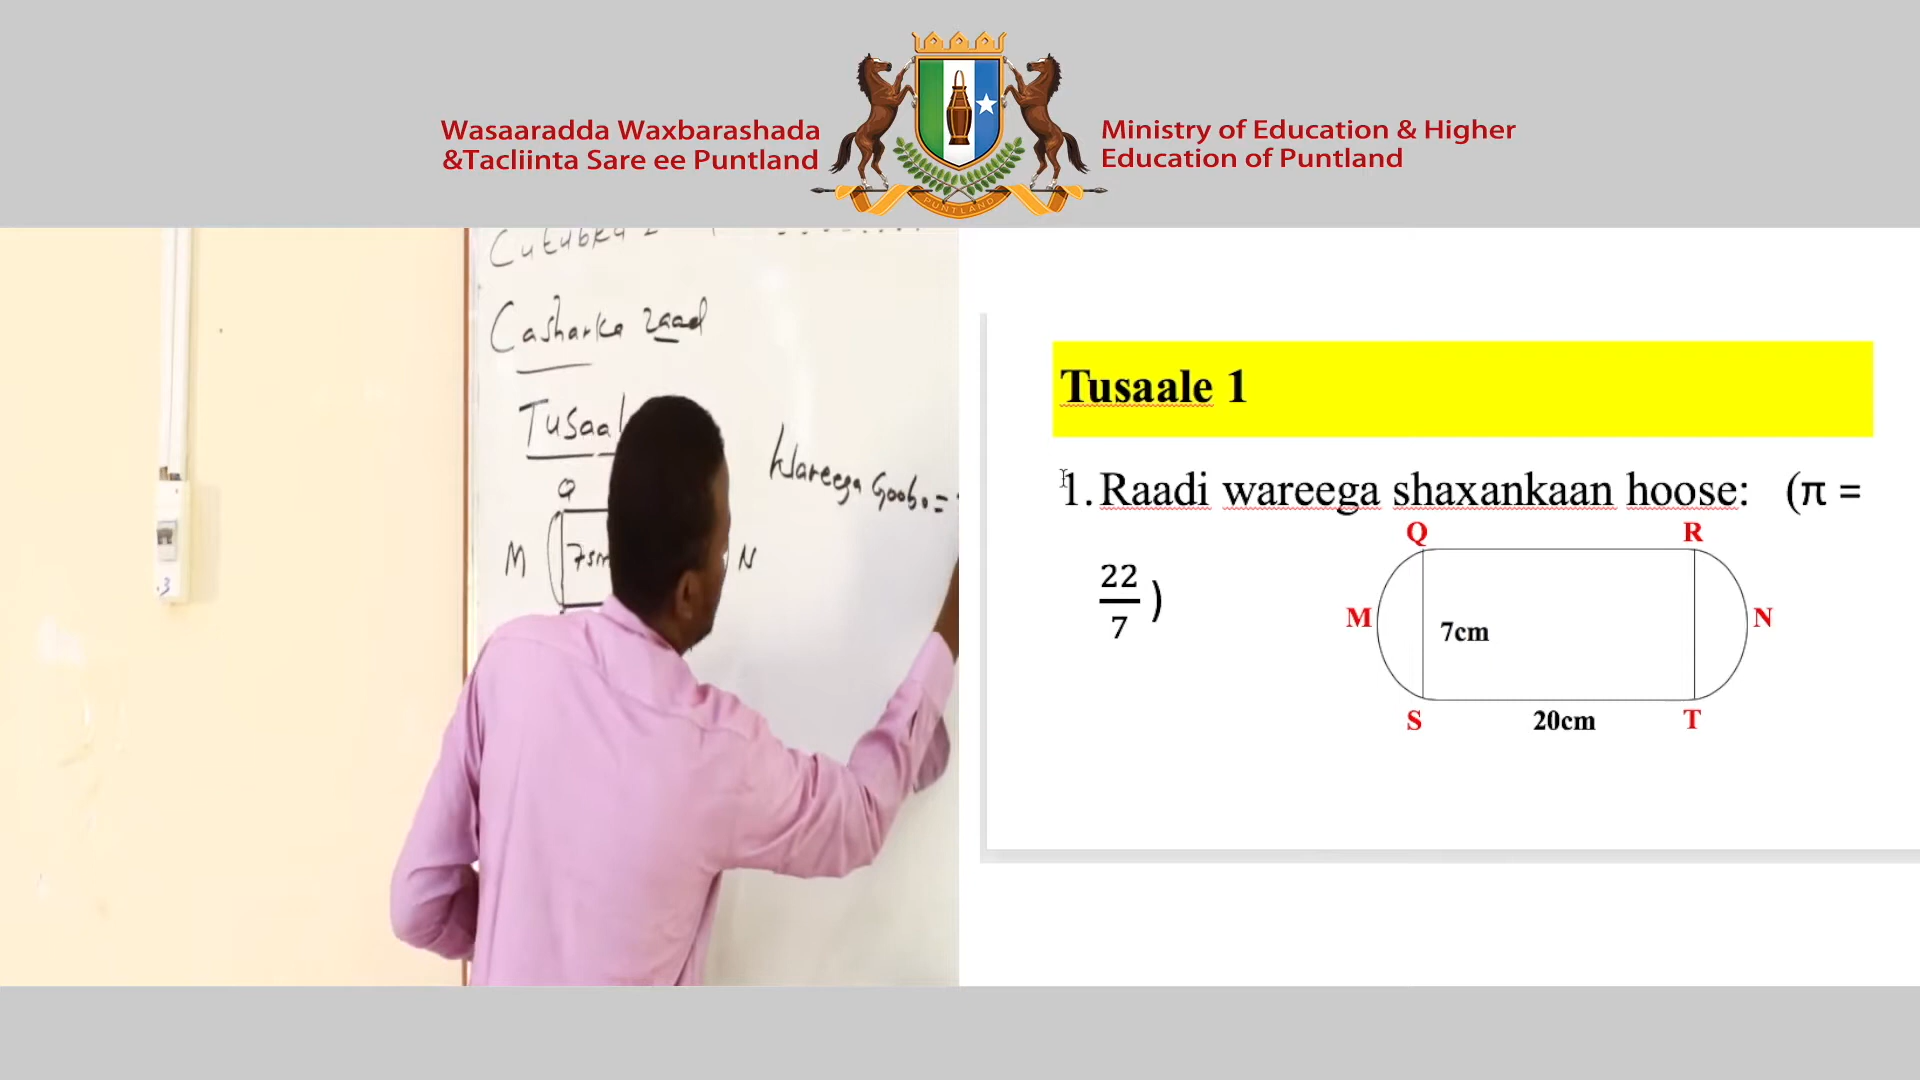 Wasaaradda Waxbarashada
&Tacliinta Sare ee Puntland
PUNTLAND
Ministry of Education & Higher
Education of Puntland
Casharka 2aad
Tusaal
Q
M
N
Wareega Goobo=
Tusaale 1
1. Raadi wareega shaxankaan hoose: (π =
22
7 )
Q R
M 7cm N
S 20cm T